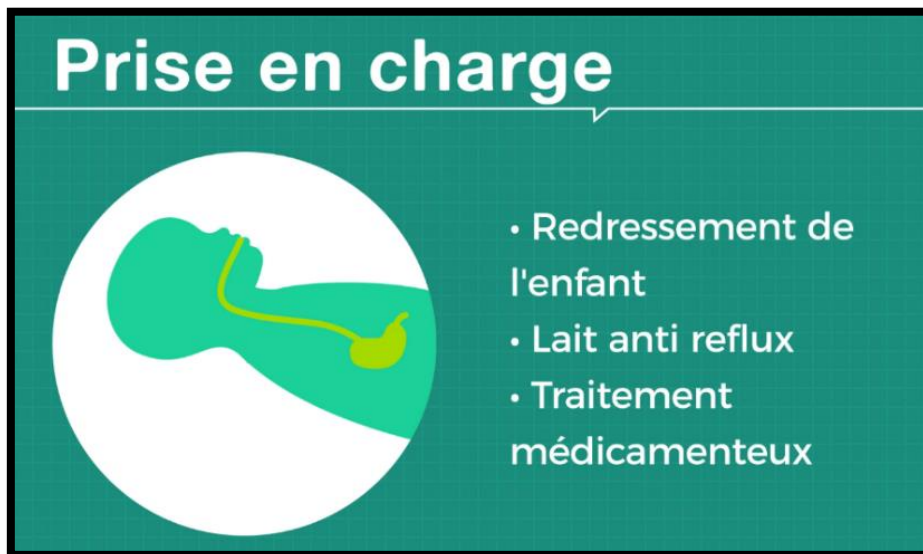 Prise en charge
• Redressement de
l'enfant
• Lait anti reflux
• Traitement
médicamenteux